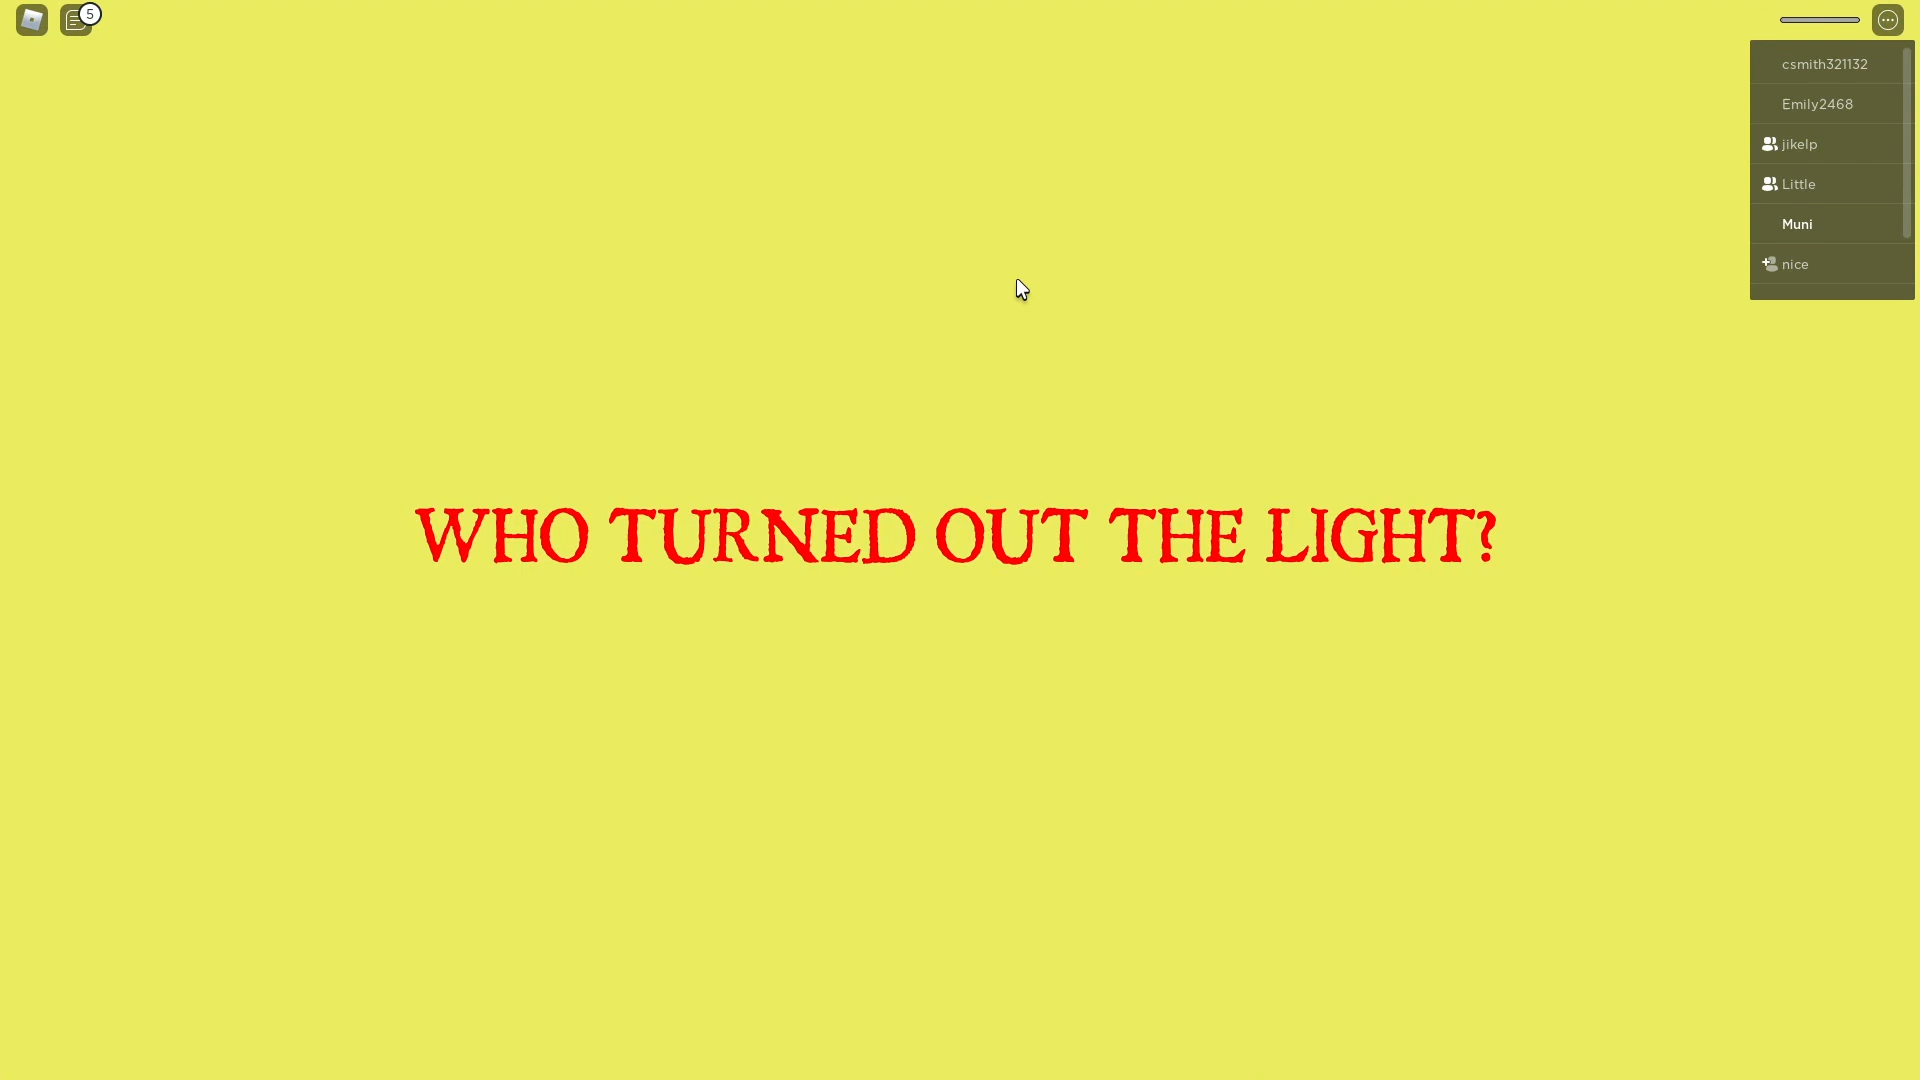 5
csmith321132
Emily2468
jikelp
Little
Muni
nice
WHO TURNED OUT THE LIGHT?